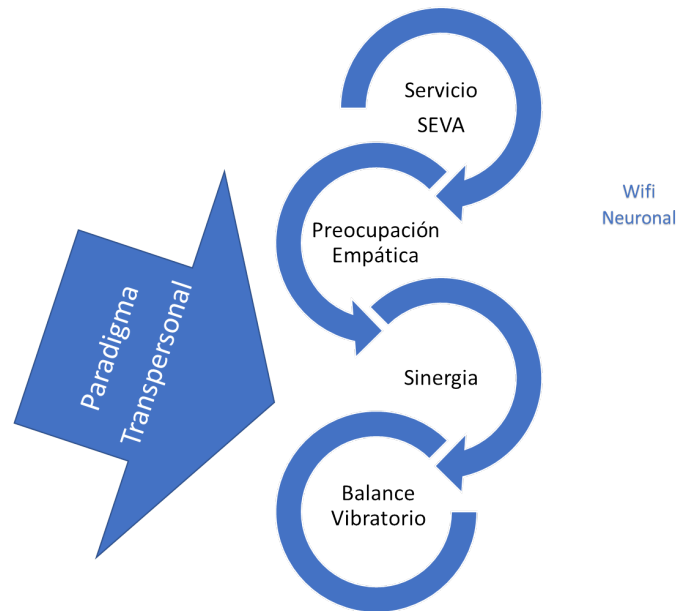 Servicio
SEVA
Wifi
Neuronal
Preocupación
Empática
Paradigma
Transpersonal
Sinergia
Balance
Vibratorio